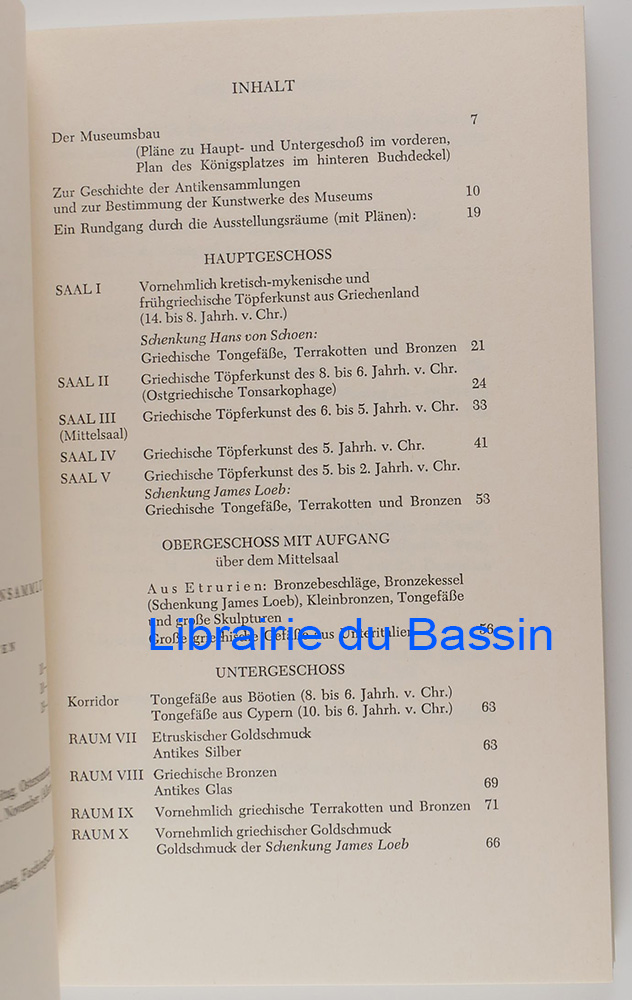 INHALT
Der Museumsbau 7
(Pläne zu Haupt- und Untergeschoß im vorderen,
Plan des Königsplatzes im hinteren Buchdeckel)
Zur Geschichte der Antikensammlungen
und zur Bestimmung der Kunstwerke des Museums 10
Ein Rundgang durch die Ausstellungsräume (mit Plänen): 19
HAUPTGESCHOSS
SAAL I Vornehmlich kretisch-mykenische und
frühgriechische Töpferkunst aus Griechenland
(14. bis 8. Jahrh. v. Chr.)
Schenkung Hans von Schoen:
Griechische Tongefäße, Terrakotten und Bronzen 21
SAAL II Griechische Töpferkunst des 8. bis 6. Jahrh. v. Chr.
(Ostgriechische Tonsarkophage) 24
SAAL III Griechische Töpferkunst des 6. bis 5. Jahrh. v. Chr. 33
(Mittelsaal)
SAAL IV Griechische Töpferkunst des 5. Jahrh. v. Chr. 41
SAAL V Griechische Töpferkunst des 5. bis 2. Jahrh. v. Chr.
Schenkung James Loeb:
Griechische Tongefäße, Terrakotten und Bronzen 53
OBERGESCHOSS MIT AUFGANG
über dem Mittelsaal
Aus Etrurien: Bronzebeschläge, Bronzekessel
(Schenkung James Loeb), Kleinbronzen, Tongefäße
und große Skulpturen
Große griechische Gefäße aus Unteritalien 56
Librairie du Bassin
UNTERGESCHOSS
Korridor Tongefäße aus Böotien (8. bis 6. Jahrh. v. Chr.)
Tongefäße aus Cypern (10. bis 6. Jahrh. v. Chr.) 63
RAUM VII Etruskischer Goldschmuck
Antikes Silber 63
RAUM VIII Griechische Bronzen
Antikes Glas 69
RAUM IX Vornehmlich griechische Terrakotten und Bronzen 71
RAUM X Vornehmlich griechischer Goldschmuck
Goldschmuck der Schenkung James Loeb 66